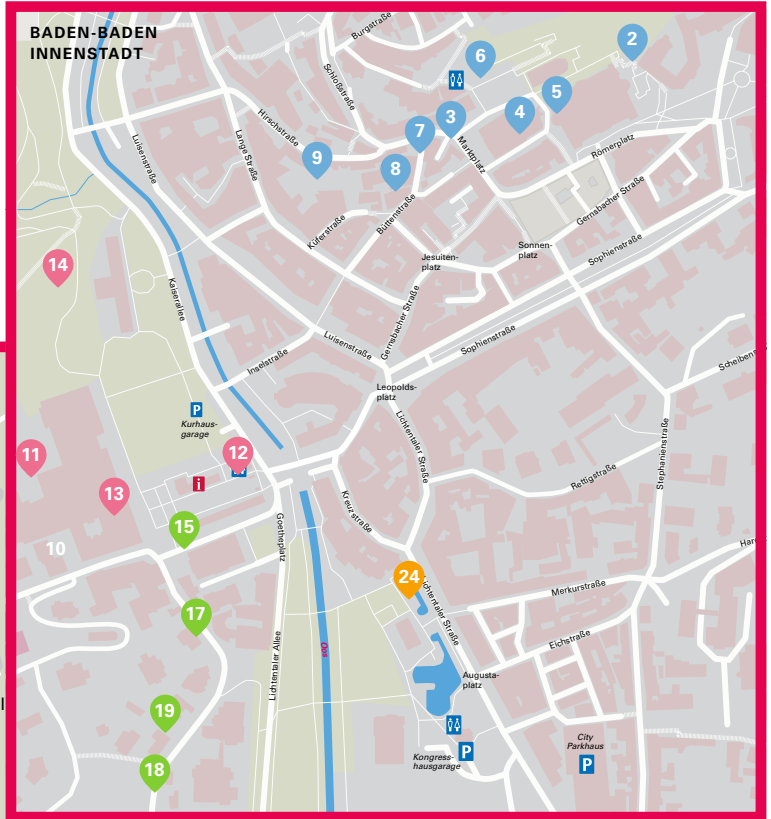 BADEN-BADEN
INNENSTADT
Burgstraße
2
6
Schloßstraße
5
4
3
7
Hirschstraße
Marktplatz
Luisenstraße
Lange Straße
Römerplatz
9
8
Gernsbacher Straße
Büttenstraße
Küferstraße
Sophienstraße
Jesuiten-
platz
Sonnen-
platz
14
Kaiserallee
Gernsbacher Straße
Luisenstraße
Sophienstraße
Inselstraße
Scheiben
Leopolds-
platz
P
Kurhaus-
garage
Lichtentaler Straße
Stephanienstraße
11
12
i
13
Rettigstraße
Kreuzstraße
15
Goetheplatz
10
24
Lichtentaler Straße
Merkurstraße
17
Eichstraße
Oos
Lichtentaler Allee
Augusta-
platz
l
19
18
Kongress-
hausgarage
P
City
Parkhaus
P